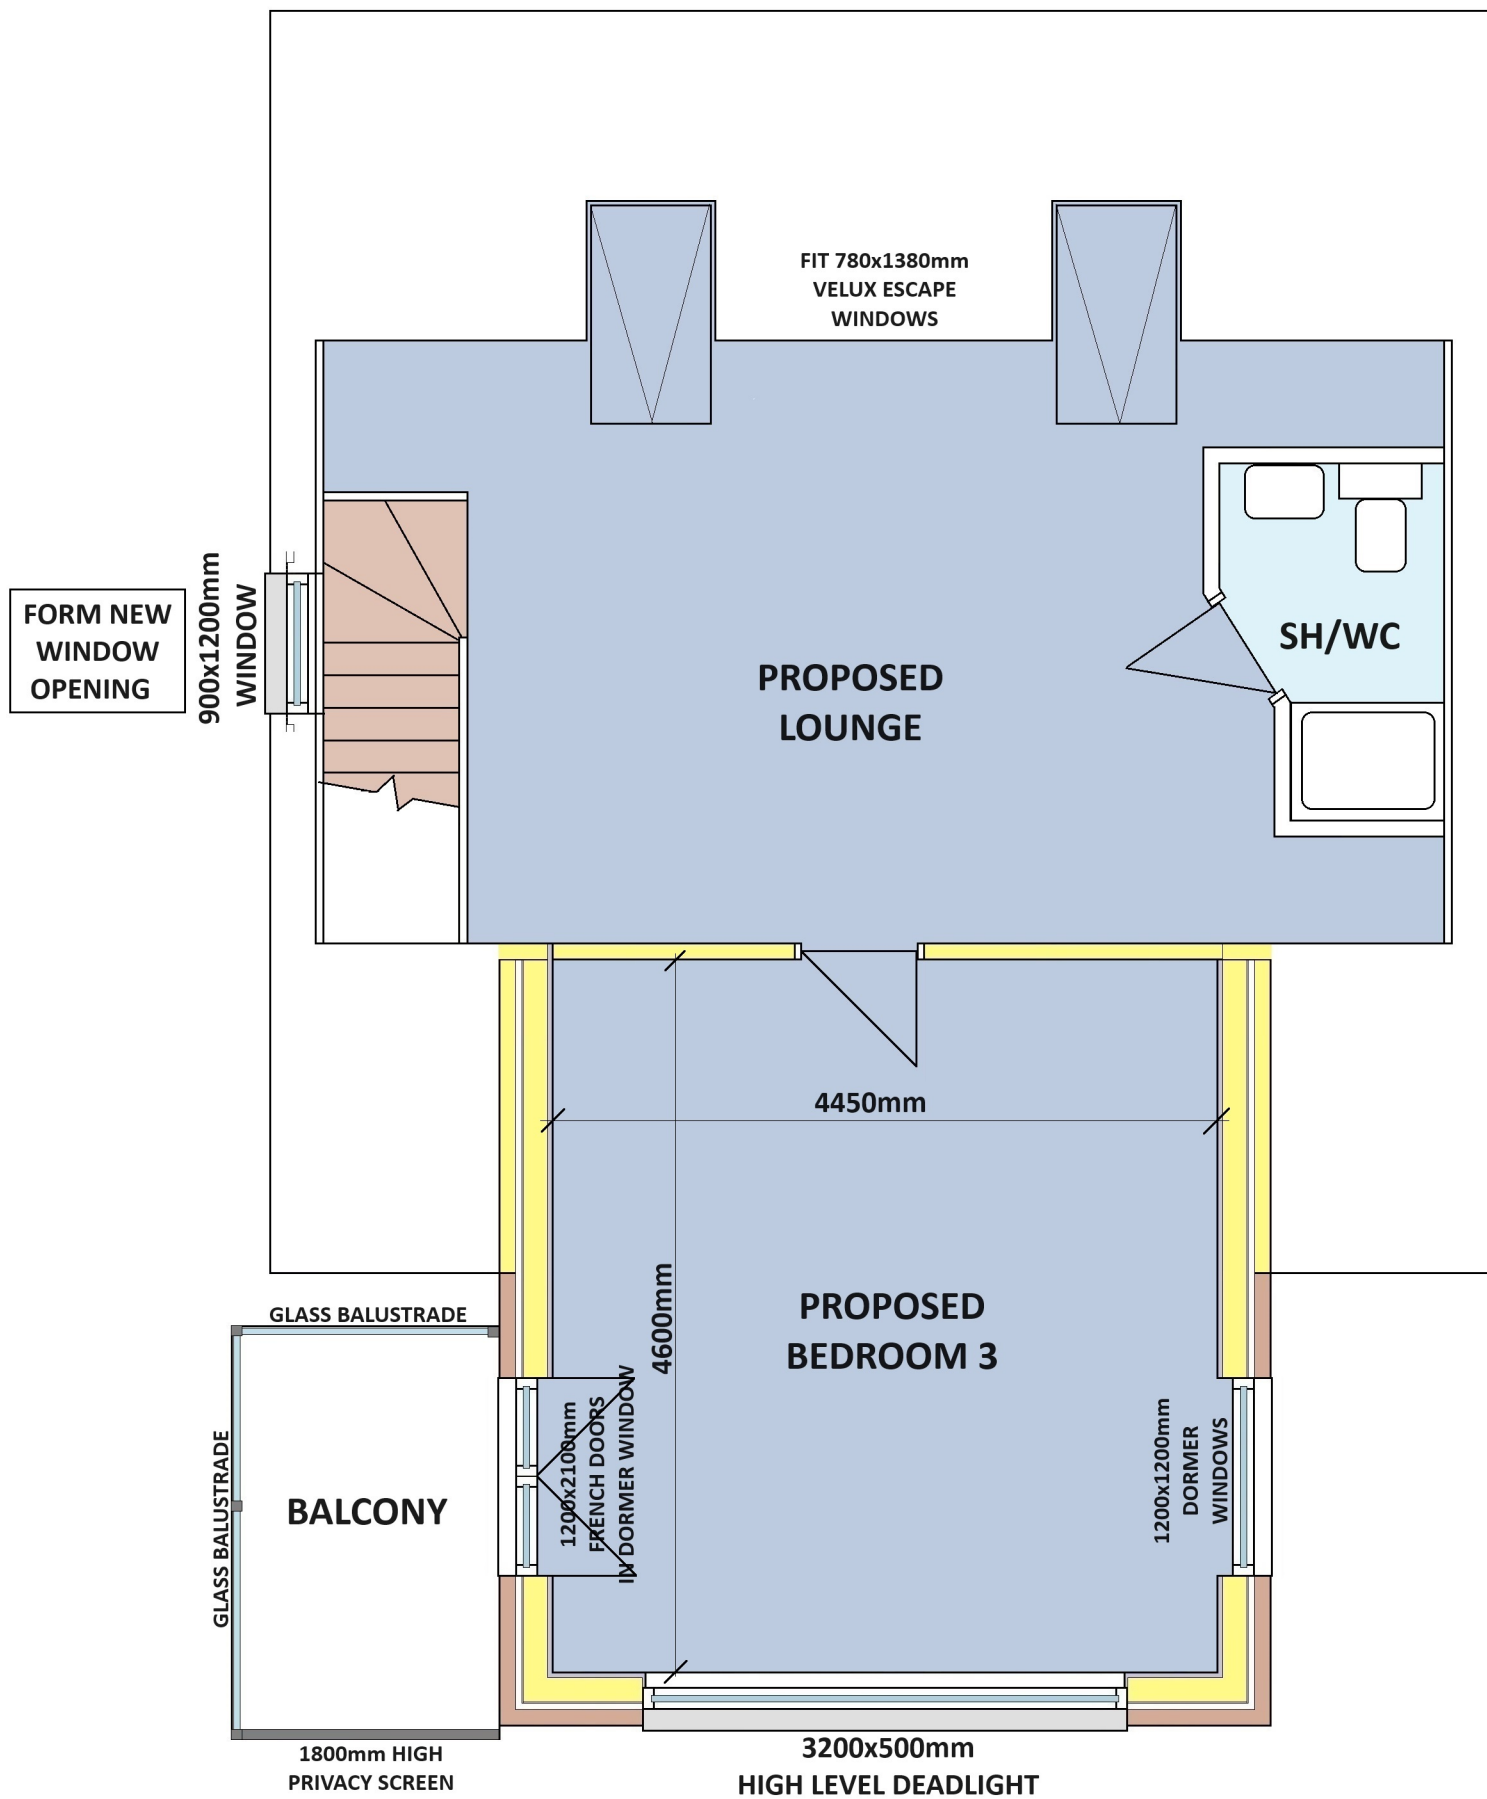 FIT 780x1380mm
VELUX ESCAPE
WINDOWS
FORM NEW
WINDOW
OPENING
900x1200mm
WINDOW
PROPOSED
LOUNGE
SH/WC
4450mm
4600mm
PROPOSED
BEDROOM 3
GLASS BALUSTRADE
GLASS BALUSTRADE
BALCONY
1200x2100mm
FRENCH DOORS
IN DORMER WINDOW
1200x1200mm
DORMER
WINDOWS
1800mm HIGH
PRIVACY SCREEN
3200x500mm
HIGH LEVEL DEADLIGHT